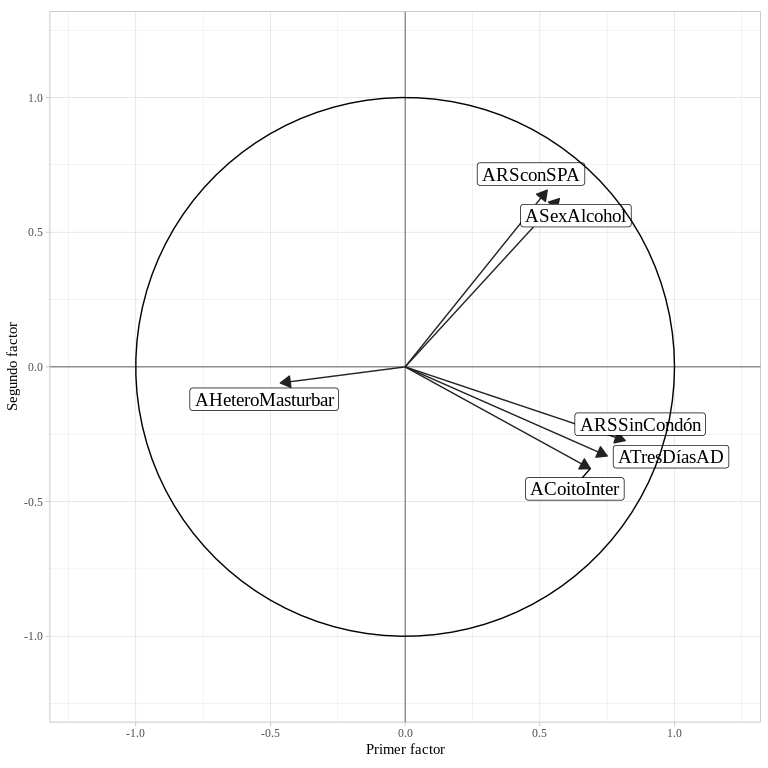 1.0
ARSconSPA
ASexAlcohol
0.5
0.0
AHeteroMasturbar
ARSSinCondón
ATresDíasAD
ACoitoInter
-0.5
-1.0
Segundo factor
-1.0 -0.5 0.0 0.5 1.0
Primer factor